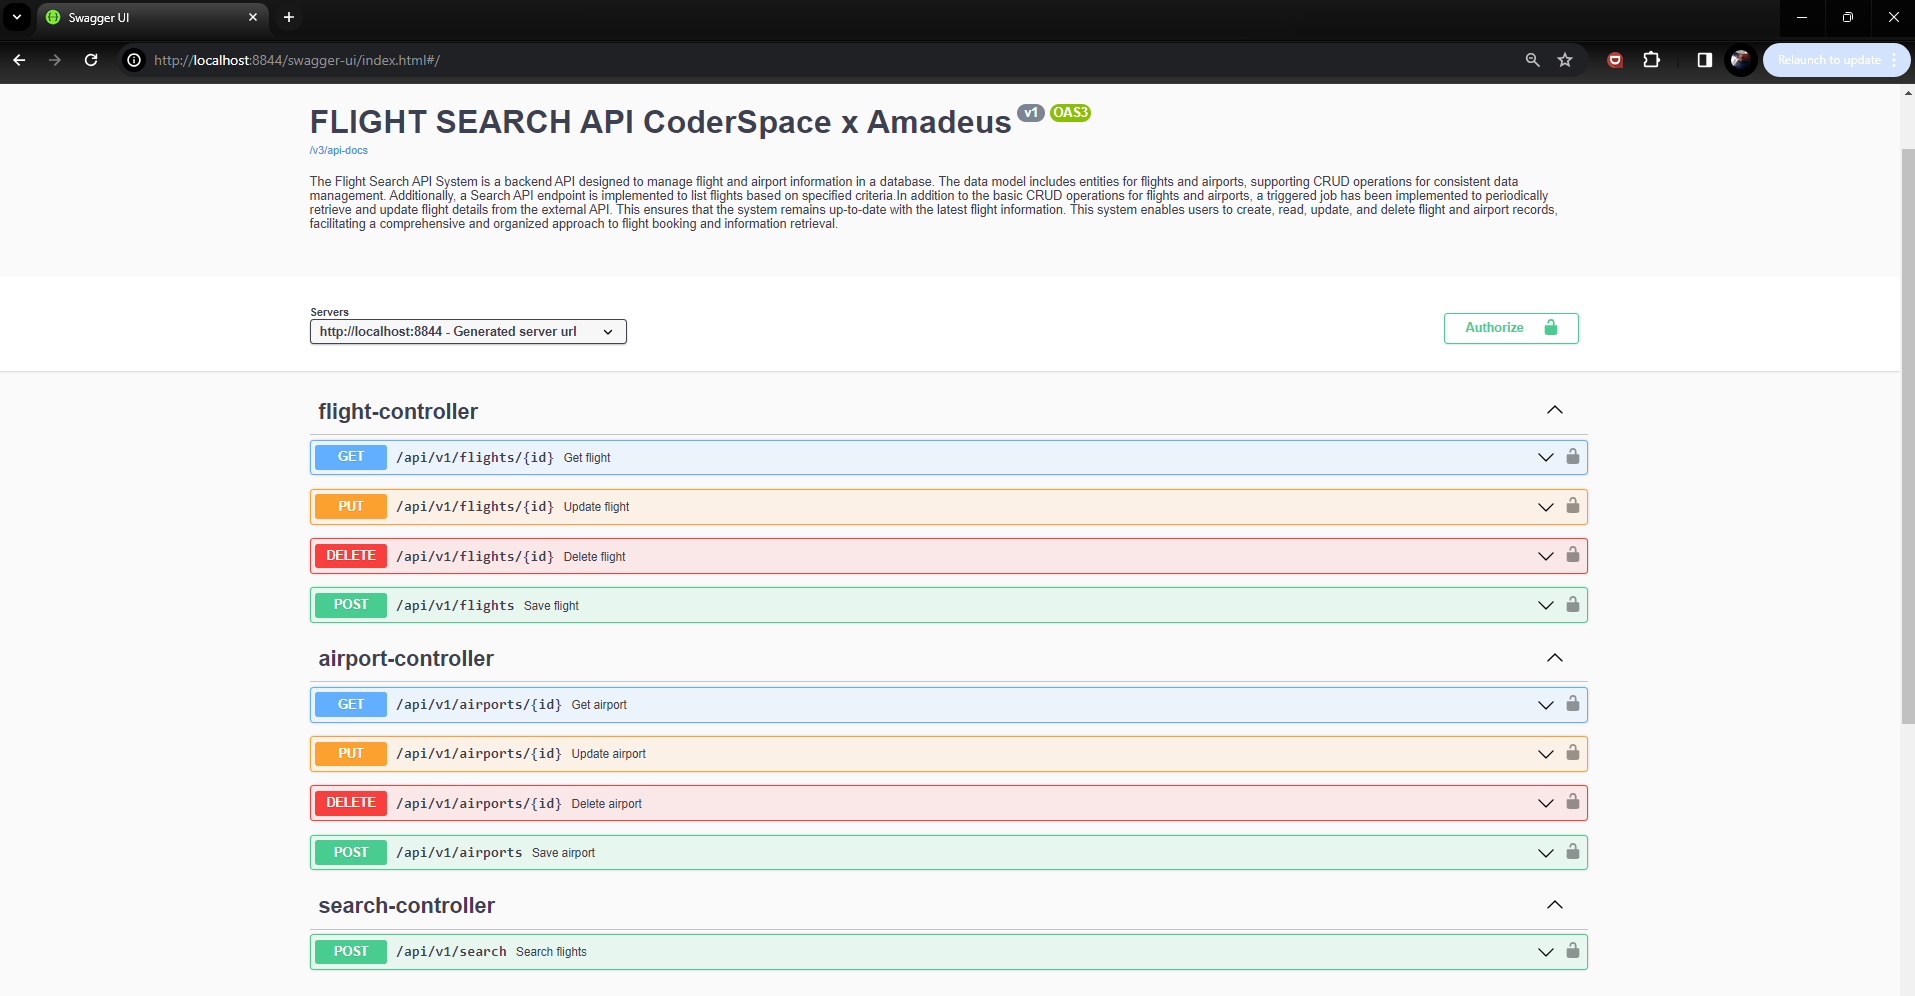 Swagger UI
http://localhost:8844/swagger-ui/index.html#/
Relaunch to update
FLIGHT SEARCH API CoderSpace x Amadeus v1 OAS3
/v3/api-docs
The Flight Search API System is a backend API designed to manage flight and airport information in a database. The data model includes entities for flights and airports, supporting CRUD operations for consistent data
management. Additionally, a Search API endpoint is implemented to list flights based on specified criteria.In addition to the basic CRUD operations for flights and airports, a triggered job has been implemented to periodically
retrieve and update flight details from the external API. This ensures that the system remains up-to-date with the latest flight information. This system enables users to create, read, update, and delete flight and airport records,
facilitating a comprehensive and organized approach to flight booking and information retrieval.
Servers
http://localhost:8844 - Generated server url
Authorize
flight-controller
GET /api/v1/flights/{id} Get flight
PUT /api/v1/flights/{id} Update flight
DELETE /api/v1/flights/{id} Delete flight
POST /api/v1/flights Save flight
airport-controller
GET /api/v1/airports/{id} Get airport
PUT /api/v1/airports/{id} Update airport
DELETE /api/v1/airports/{id} Delete airport
POST /api/v1/airports Save airport
search-controller
POST /api/v1/search Search flights